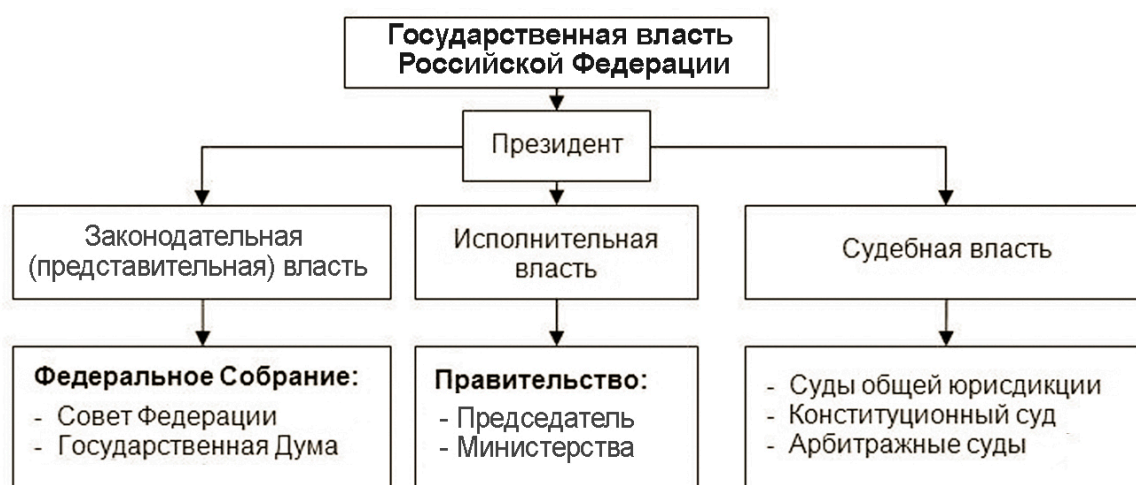 Государственная власть
Российской Федерации
Президент
Законодательная
(представительная) власть
Исполнительная
власть
Судебная власть
Федеральное Собрание:
- Совет Федерации
- Государственная Дума
Правительство:
- Председатель
- Министерства
- Суды общей юрисдикции
- Конституционный суд
- Арбитражные суды